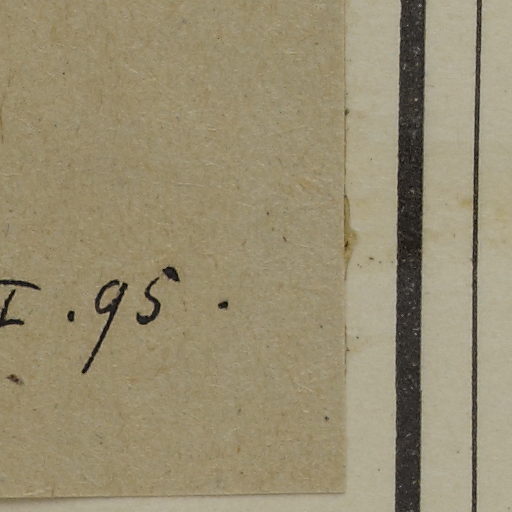 I . 95 .